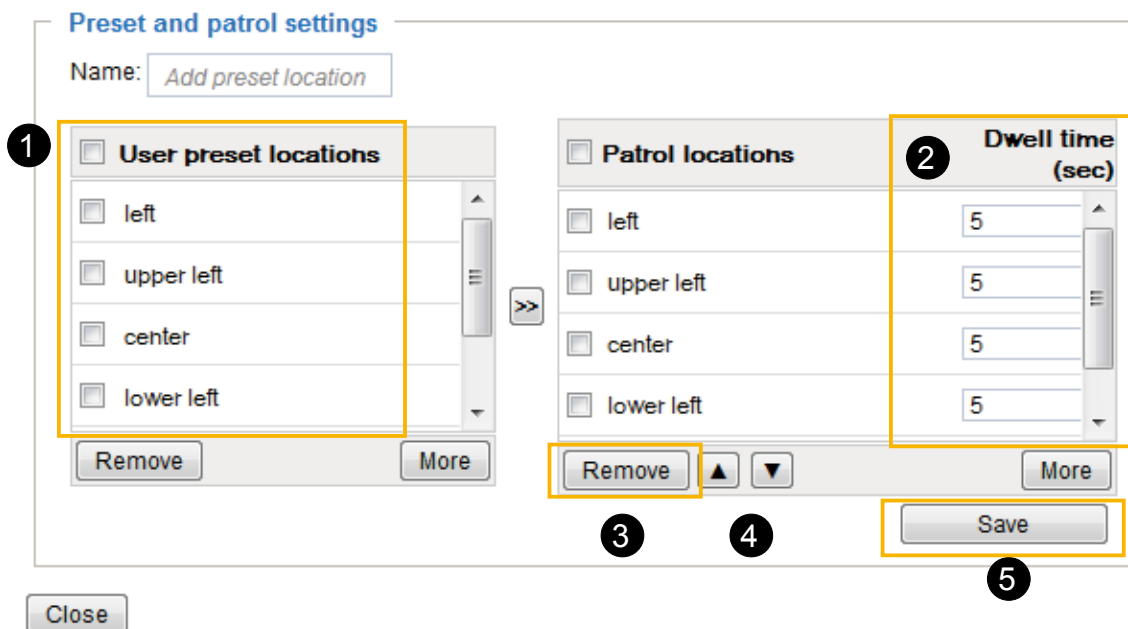 Preset and patrol settings
Name: Add preset location
1
User preset locations
left
upper left
center
lower left
Remove More
>>
2
Patrol locations Dwell time
(sec)
left 5
upper left 5
center 5
lower left 5
Remove ▲ ▼ More
3 4
Save
5
Close